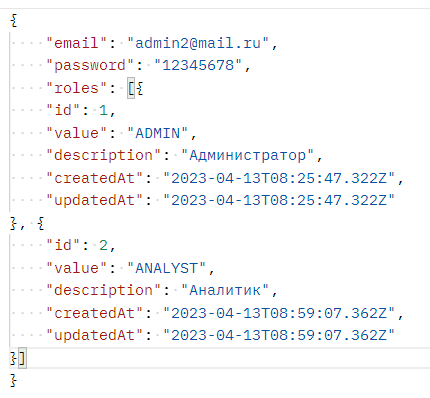 {
    "email": "admin2@mail.ru",
    "password": "12345678",
    "roles": [{
    "id": 1,
    "value": "ADMIN",
    "description": "Администратор",
    "createdAt": "2023-04-13T08:25:47.322Z",
    "updatedAt": "2023-04-13T08:25:47.322Z"
}, {
    "id": 2,
    "value": "ANALYST",
    "description": "Аналитик",
    "createdAt": "2023-04-13T08:59:07.362Z",
    "updatedAt": "2023-04-13T08:59:07.362Z"
}]
}